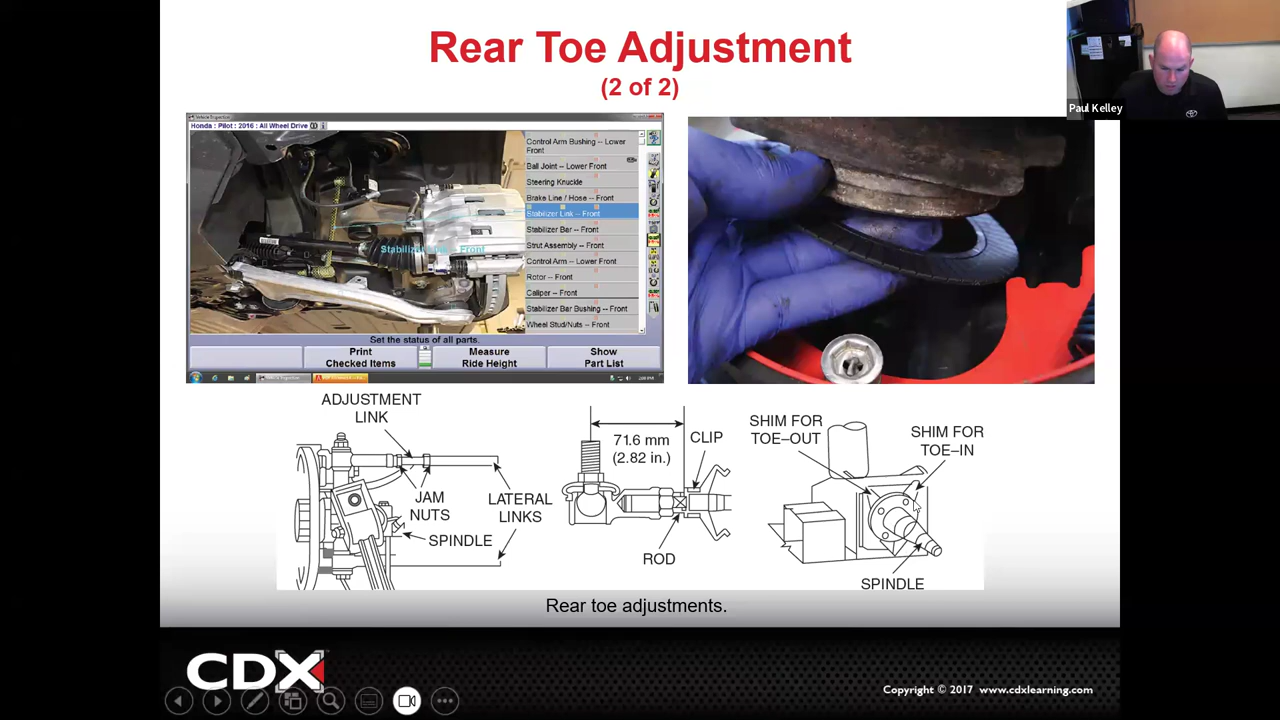 Rear Toe Adjustment
(2 of 2)
Paul Kelley
Honda : Pilot : 2016 : All Wheel Drive
Control Arm Bushing -- Lower
Front
Ball Joint -- Lower Front
Steering Knuckle
Brake Line / Hose -- Front
Stabilizer Link -- Front
Stabilizer Bar -- Front
Strut Assembly -- Front
Control Arm -- Lower Front
Rotor -- Front
Caliper -- Front
Stabilizer Bar Bushing -- Front
Wheel Stud/Nuts -- Front
Set the status of all parts.
Print
Checked Items
Measure
Ride Height
Show
Part List
ADJUSTMENT
LINK
JAM
NUTS
SPINDLE
LATERAL
LINKS
71.6 mm
(2.82 in.)
CLIP
ROD
SHIM FOR
TOE–OUT
SHIM FOR
TOE–IN
SPINDLE
Rear toe adjustments.
CDX
Copyright © 2017 www.cdxlearning.com